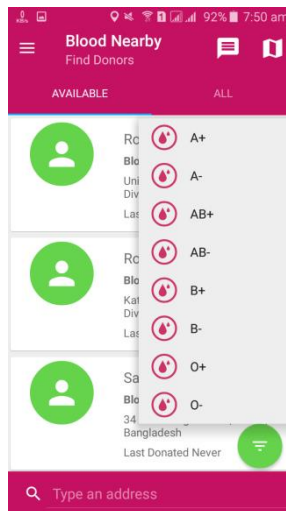 92% 7:50 am
Blood Nearby
Find Donors
AVAILABLE
ALL
A+
A-
AB+
AB-
B+
B-
O+
O-
34
Bangladesh
Last Donated Never
Type an address